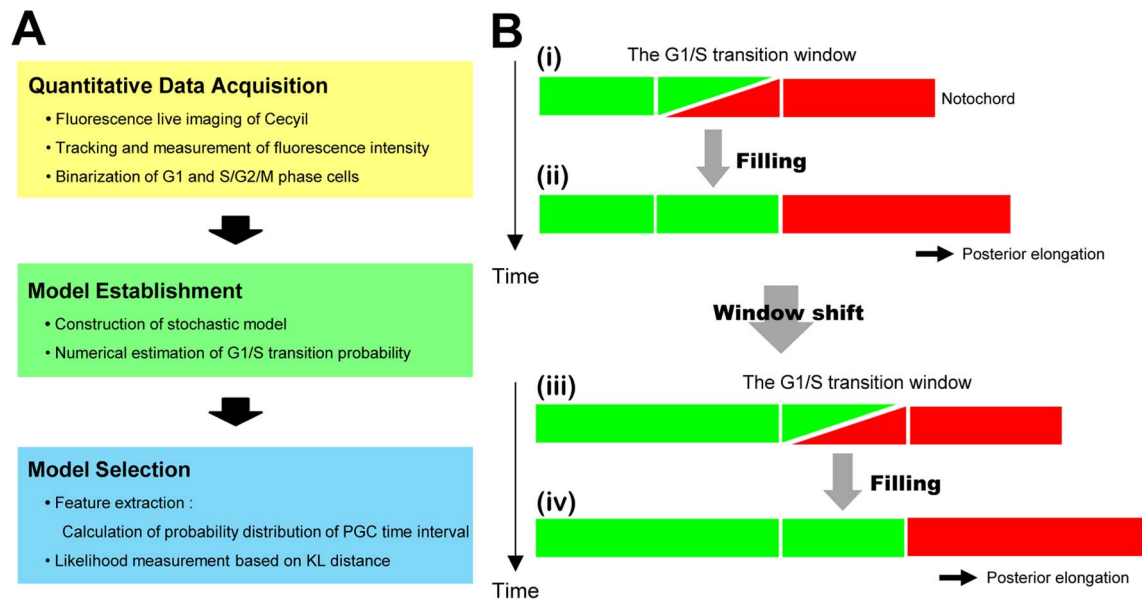 A
Quantitative Data Acquisition
• Fluorescence live imaging of Cecyil
• Tracking and measurement of fluorescence intensity
• Binarization of G1 and S/G2/M phase cells
Model Establishment
• Construction of stochastic model
• Numerical estimation of G1/S transition probability
Model Selection
• Feature extraction :
Calculation of probability distribution of PGC time interval
• Likelihood measurement based on KL distance
B
(i)
The G1/S transition window
Notochord
Filling
(ii)
Posterior elongation
Time
Window shift
(iii)
The G1/S transition window
Filling
(iv)
Posterior elongation
Time